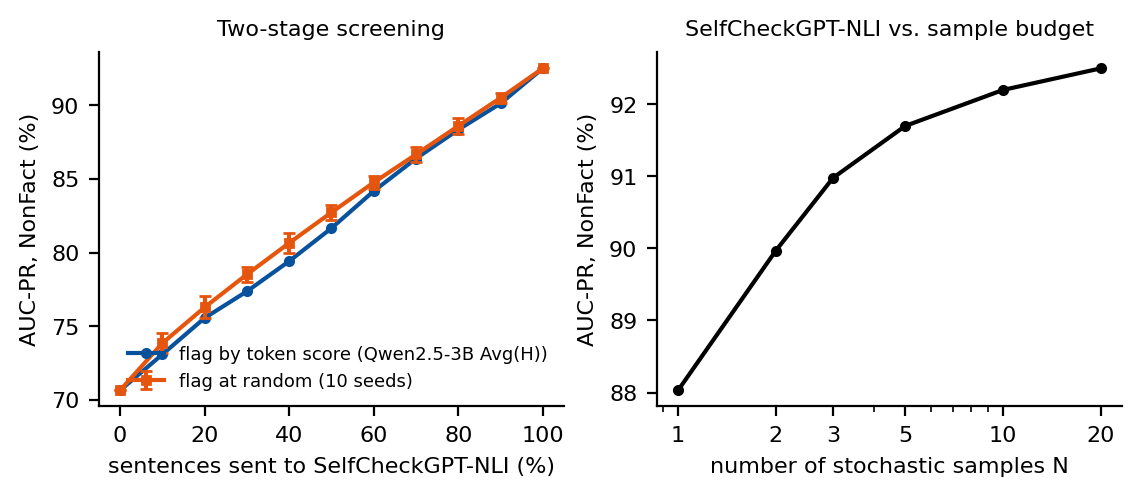 Two-stage screening
AUC-PR, NonFact (%)
90
85
80
75
70
flag by token score (Qwen2.5-3B Avg(H))
flag at random (10 seeds)
0 20 40 60 80 100
sentences sent to SelfCheckGPT-NLI (%)
SelfCheckGPT-NLI vs. sample budget
AUC-PR, NonFact (%)
92
91
90
89
88
1 2 3 5 10 20
number of stochastic samples N